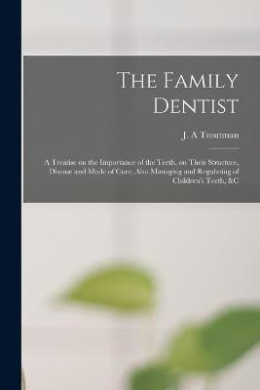 THE FAMILY
DENTIST
J. A Troutman
A Treatise on the Importance of the Teeth, on Their Structure,
Disease and Mode of Cure. Also Managing and Regulating of
Children's Teeth, &C